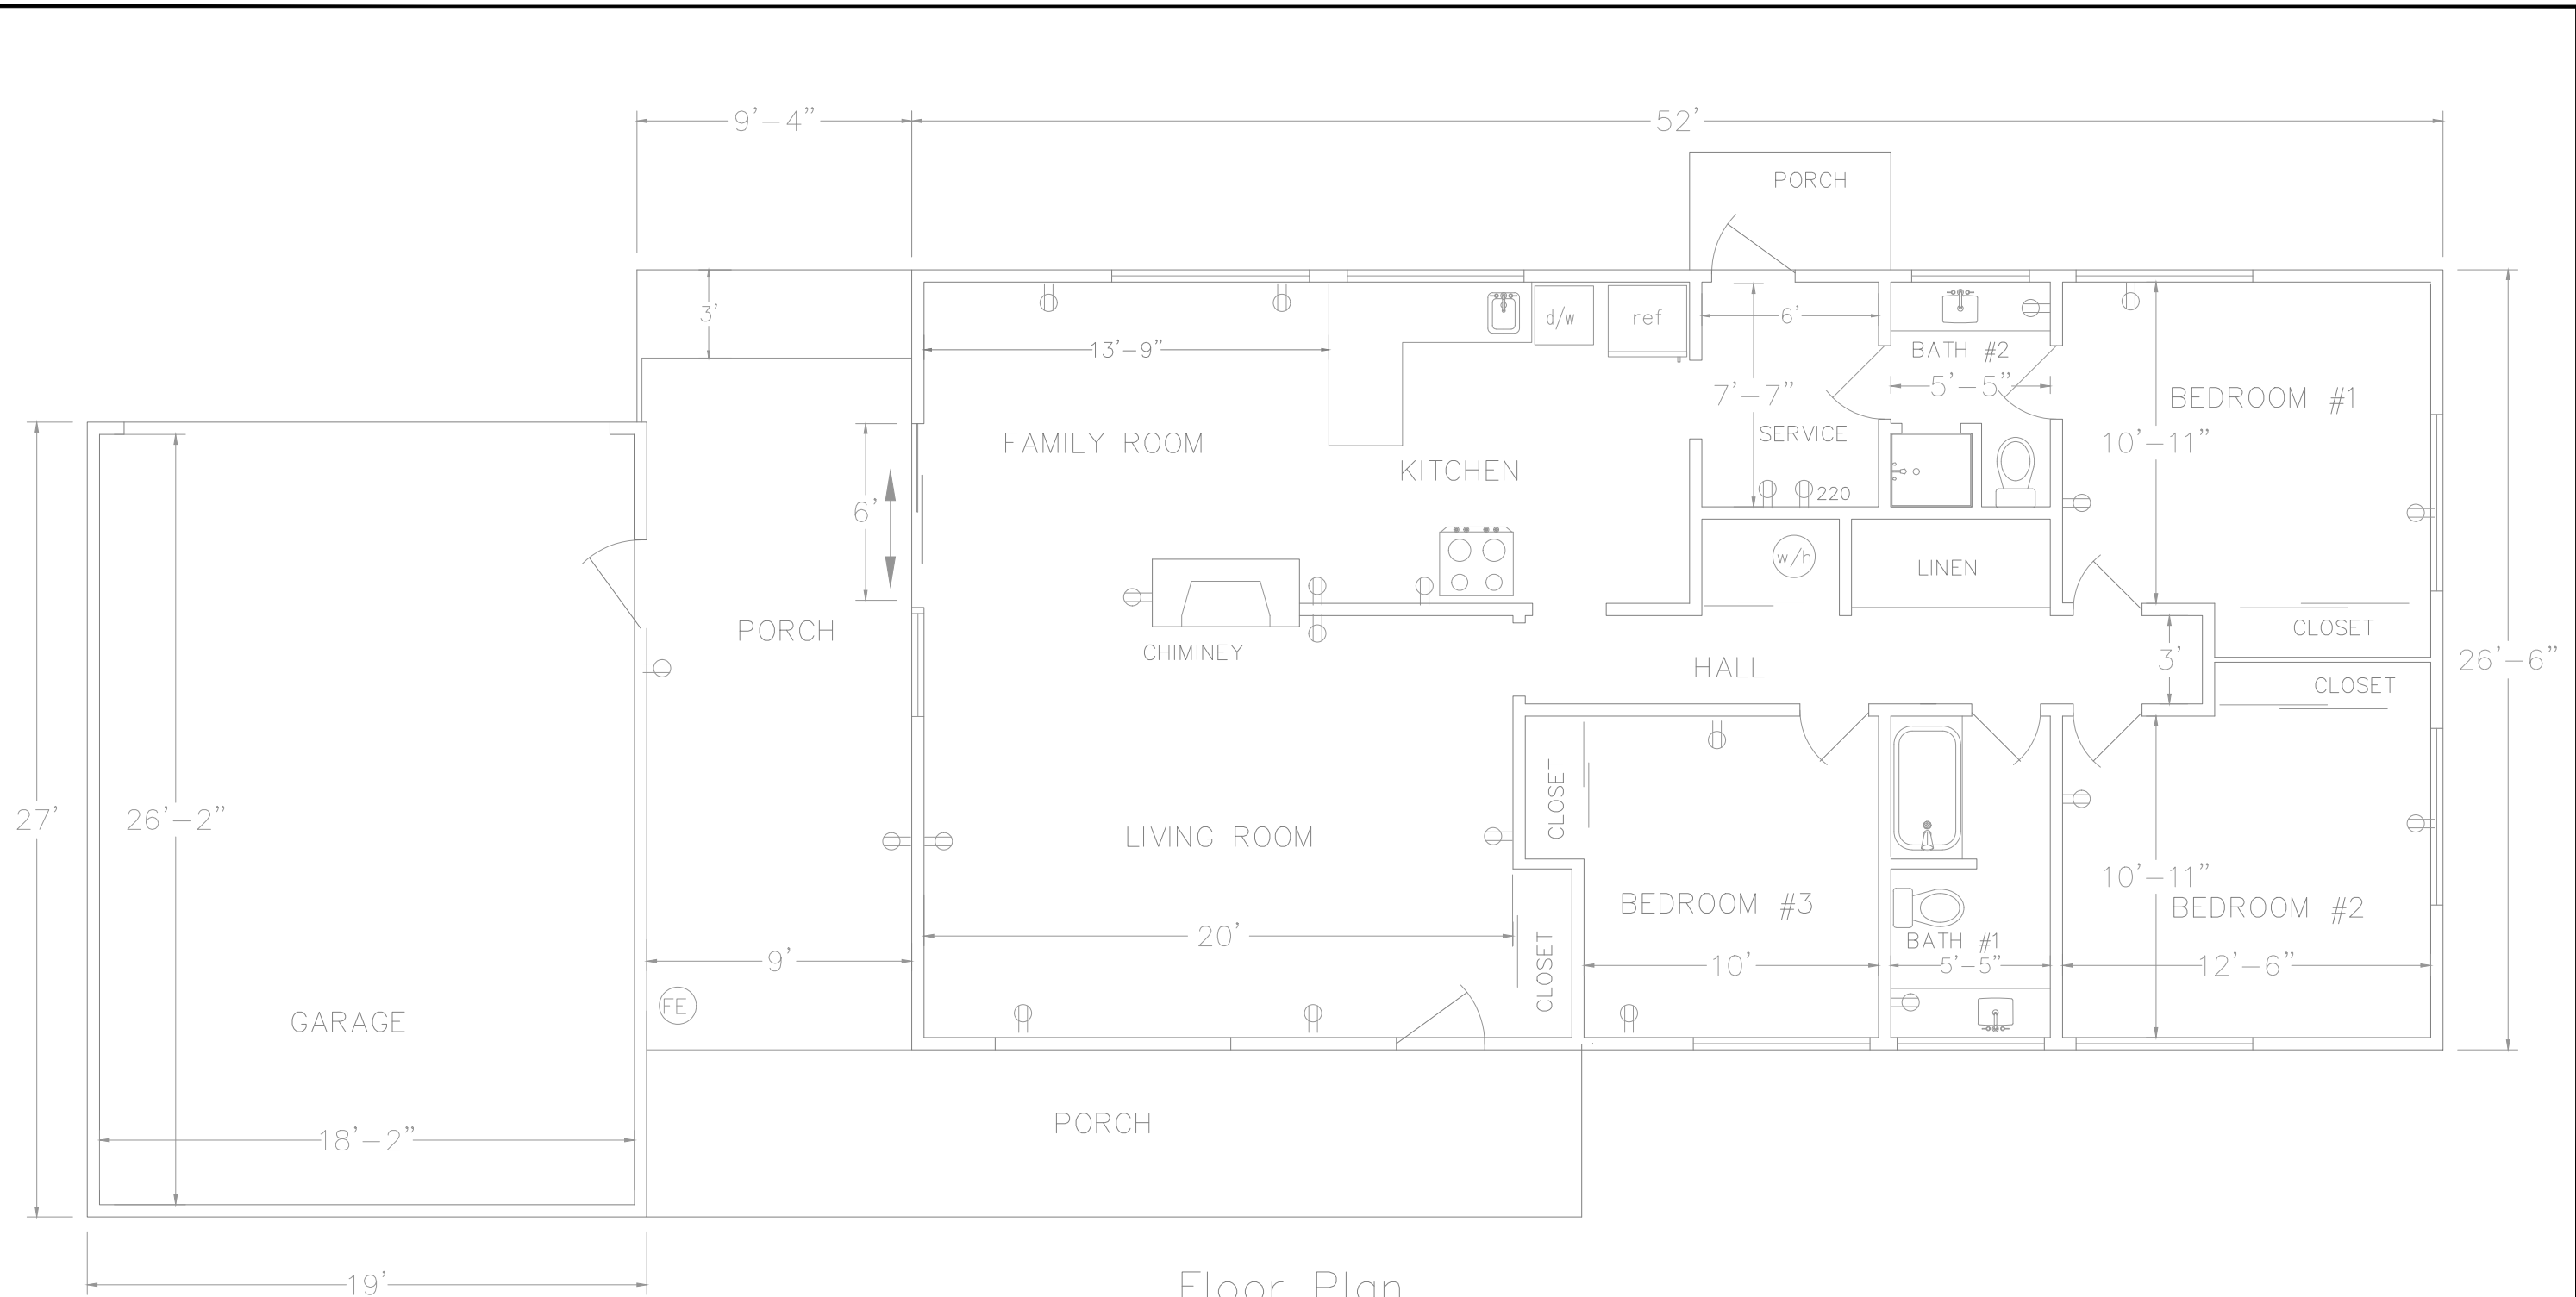 9'-4"
52'
PORCH
3'
13'-9"
d/w
ref
6'
BATH #2
5'-5"
7'-7"
BEDROOM #1
10'-11"
SERVICE
FAMILY ROOM
KITCHEN
220
6'
w/h
LINEN
PORCH
CHIMINEY
CLOSET
HALL
3'
26'-6"
CLOSET
27'
26'-2"
CLOSET
LIVING ROOM
10'-11"
BEDROOM #3
BEDROOM #2
20'
BATH #1
9'
CLOSET
10'
5'-5"
12'-6"
FE
GARAGE
PORCH
18'-2"
19'
Floor Plan